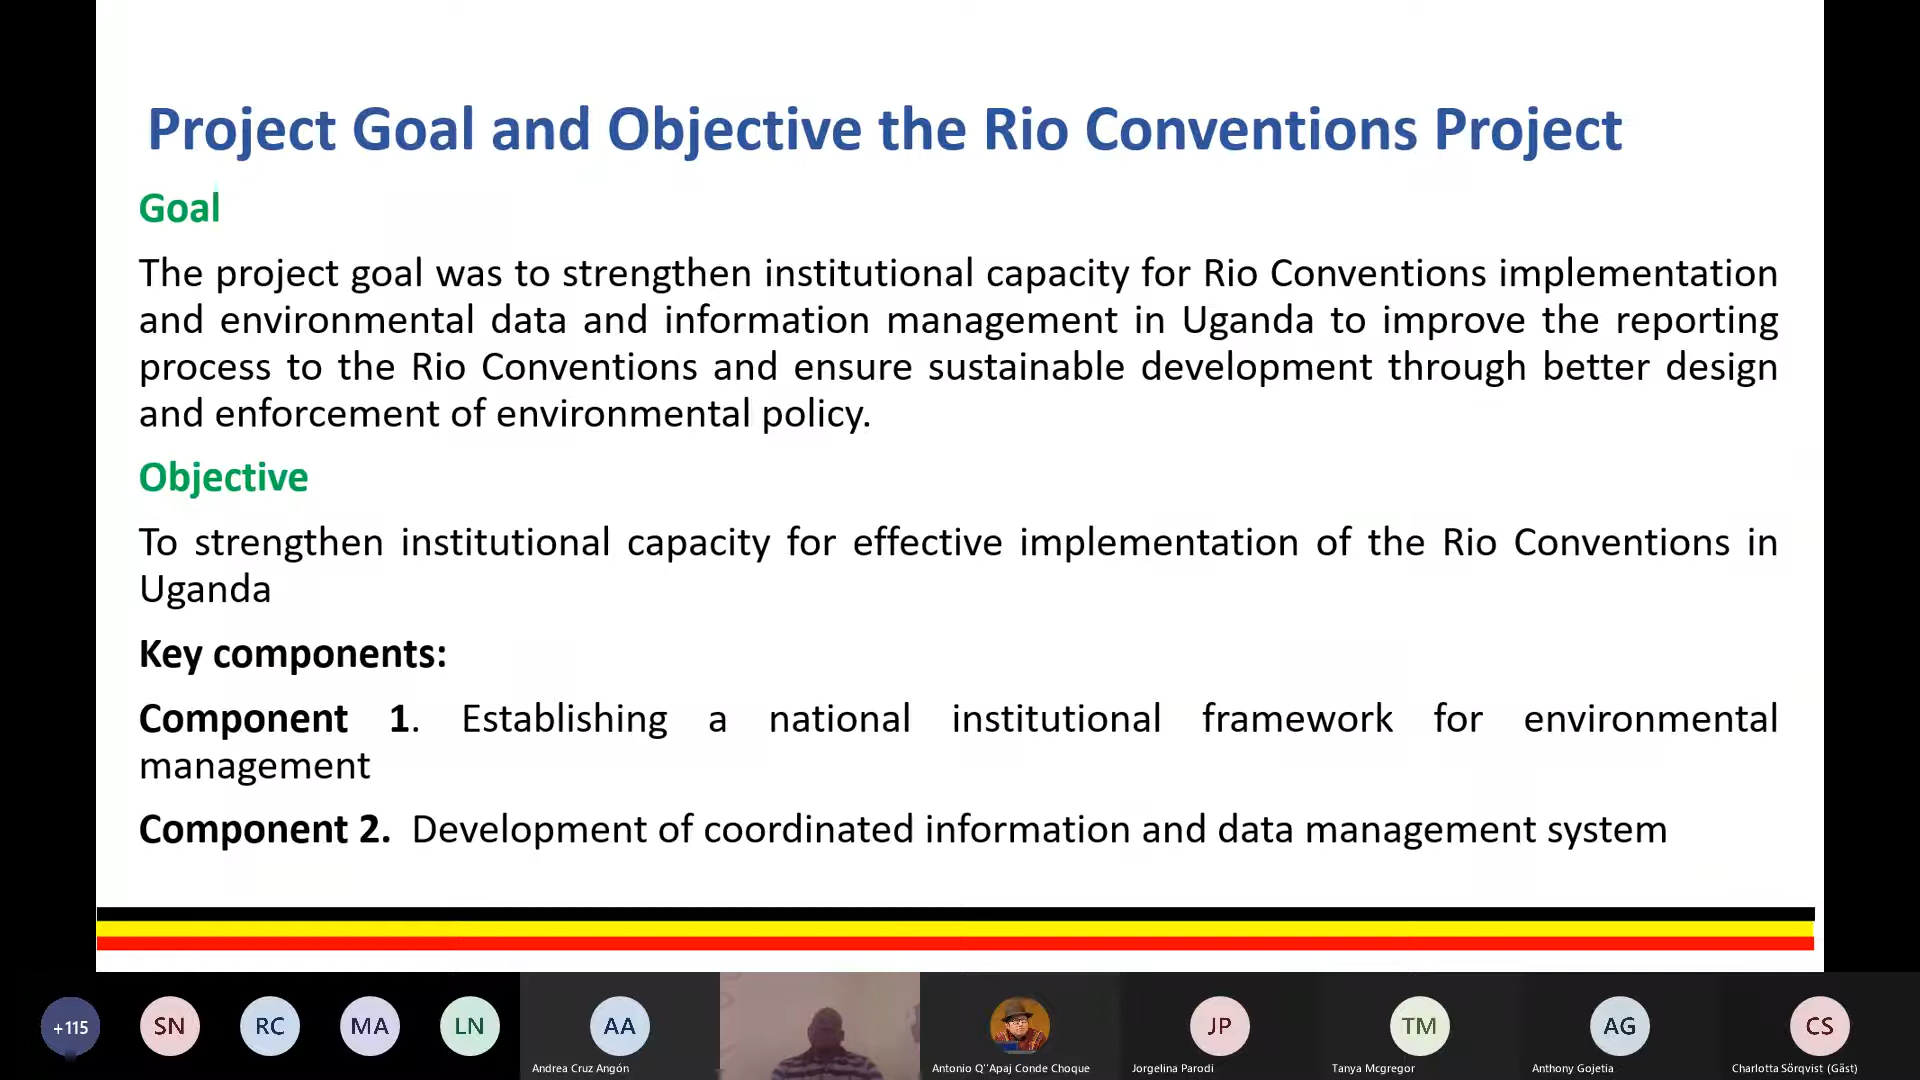 Project Goal and Objective the Rio Conventions Project
Goal
The project goal was to strengthen institutional capacity for Rio Conventions implementation
and environmental data and information management in Uganda to improve the reporting
process to the Rio Conventions and ensure sustainable development through better design
and enforcement of environmental policy.
Objective
To strengthen institutional capacity for effective implementation of the Rio Conventions in
Uganda
Key components:
Component 1. Establishing a national institutional framework for environmental
management
Component 2. Development of coordinated information and data management system
+115
SN
RC
MA
LN
AA
JP
TM
AG
CS
Andrea Cruz Angón
Antonio Q''Apaj Conde Choque
Jorgelina Parodi
Tanya Mcgregor
Anthony Gojetia
Charlotta Sörqvist (Gäst)